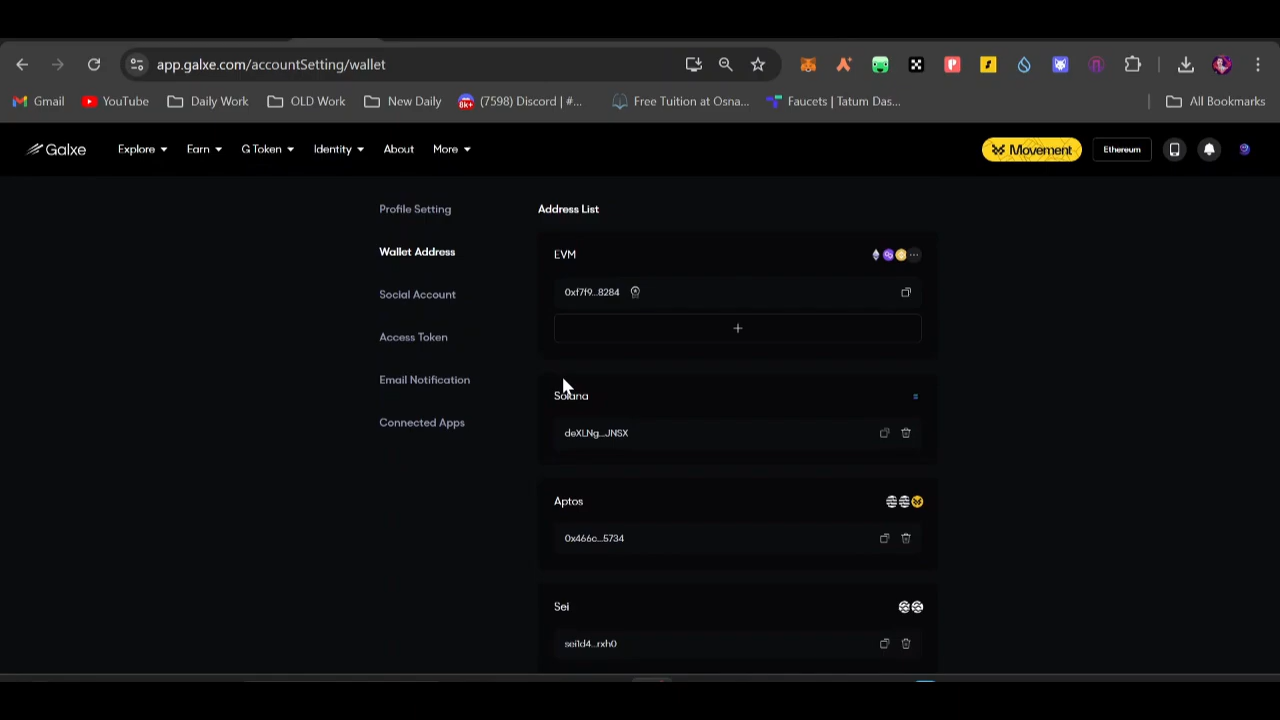 app.galxe.com/accountSetting/wallet
Gmail YouTube Daily Work OLD Work New Daily (7598) Discord | #... Free Tuition at Osna... Faucets | Tatum Das... All Bookmarks
Galxe Explore Earn G Token Identity About More Movement Ethereum
Profile Setting
Wallet Address
Social Account
Access Token
Email Notification
Connected Apps
Address List
EVM
0xf7f9...8284
+
Solana
deXLNg...JNSX
Aptos
0x466c...5734
Sei
sei1d4...rxh0